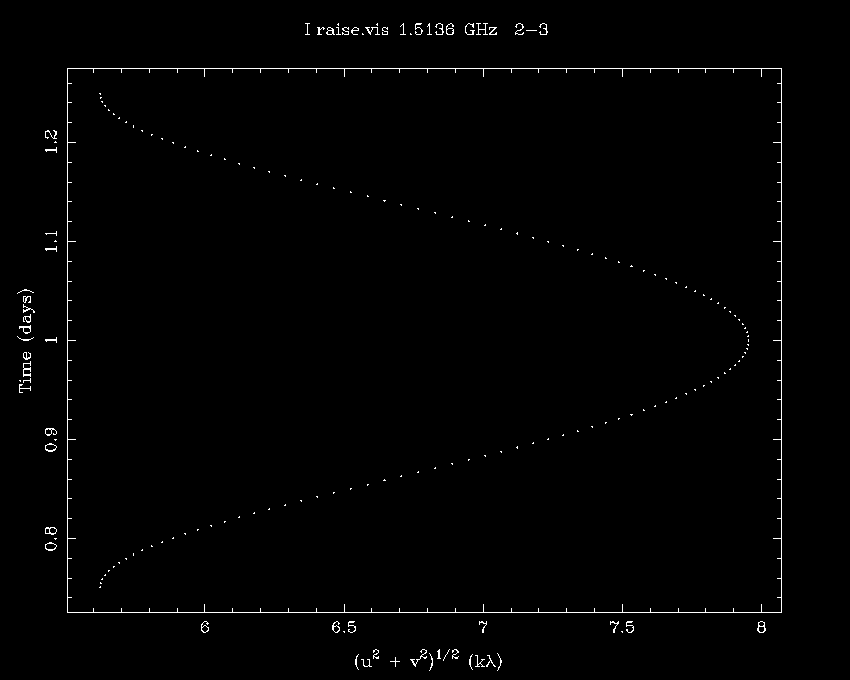 I raise.vis 1.5136 GHz 2-3
1.2
1.1
1
0.9
0.8
Time (days)
6 6.5 7 7.5 8
(u² + v²)^1/2 (kλ)